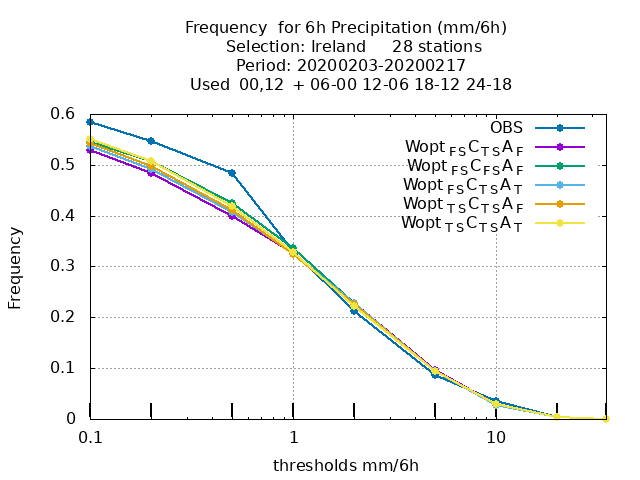 Frequency  for 6h Precipitation (mm/6h)
Selection: Ireland     28 stations
Period: 20200203-20200217
Used  00,12  + 06-00 12-06 18-12 24-18
0.6
0.5
0.4
0.3
0.2
0.1
0
Frequency
OBS
Wopt FS C TS A F
Wopt FS C FS A F
Wopt FS C TS A T
Wopt TS C TS A F
Wopt TS C TS A T
0.1 1 10
thresholds mm/6h